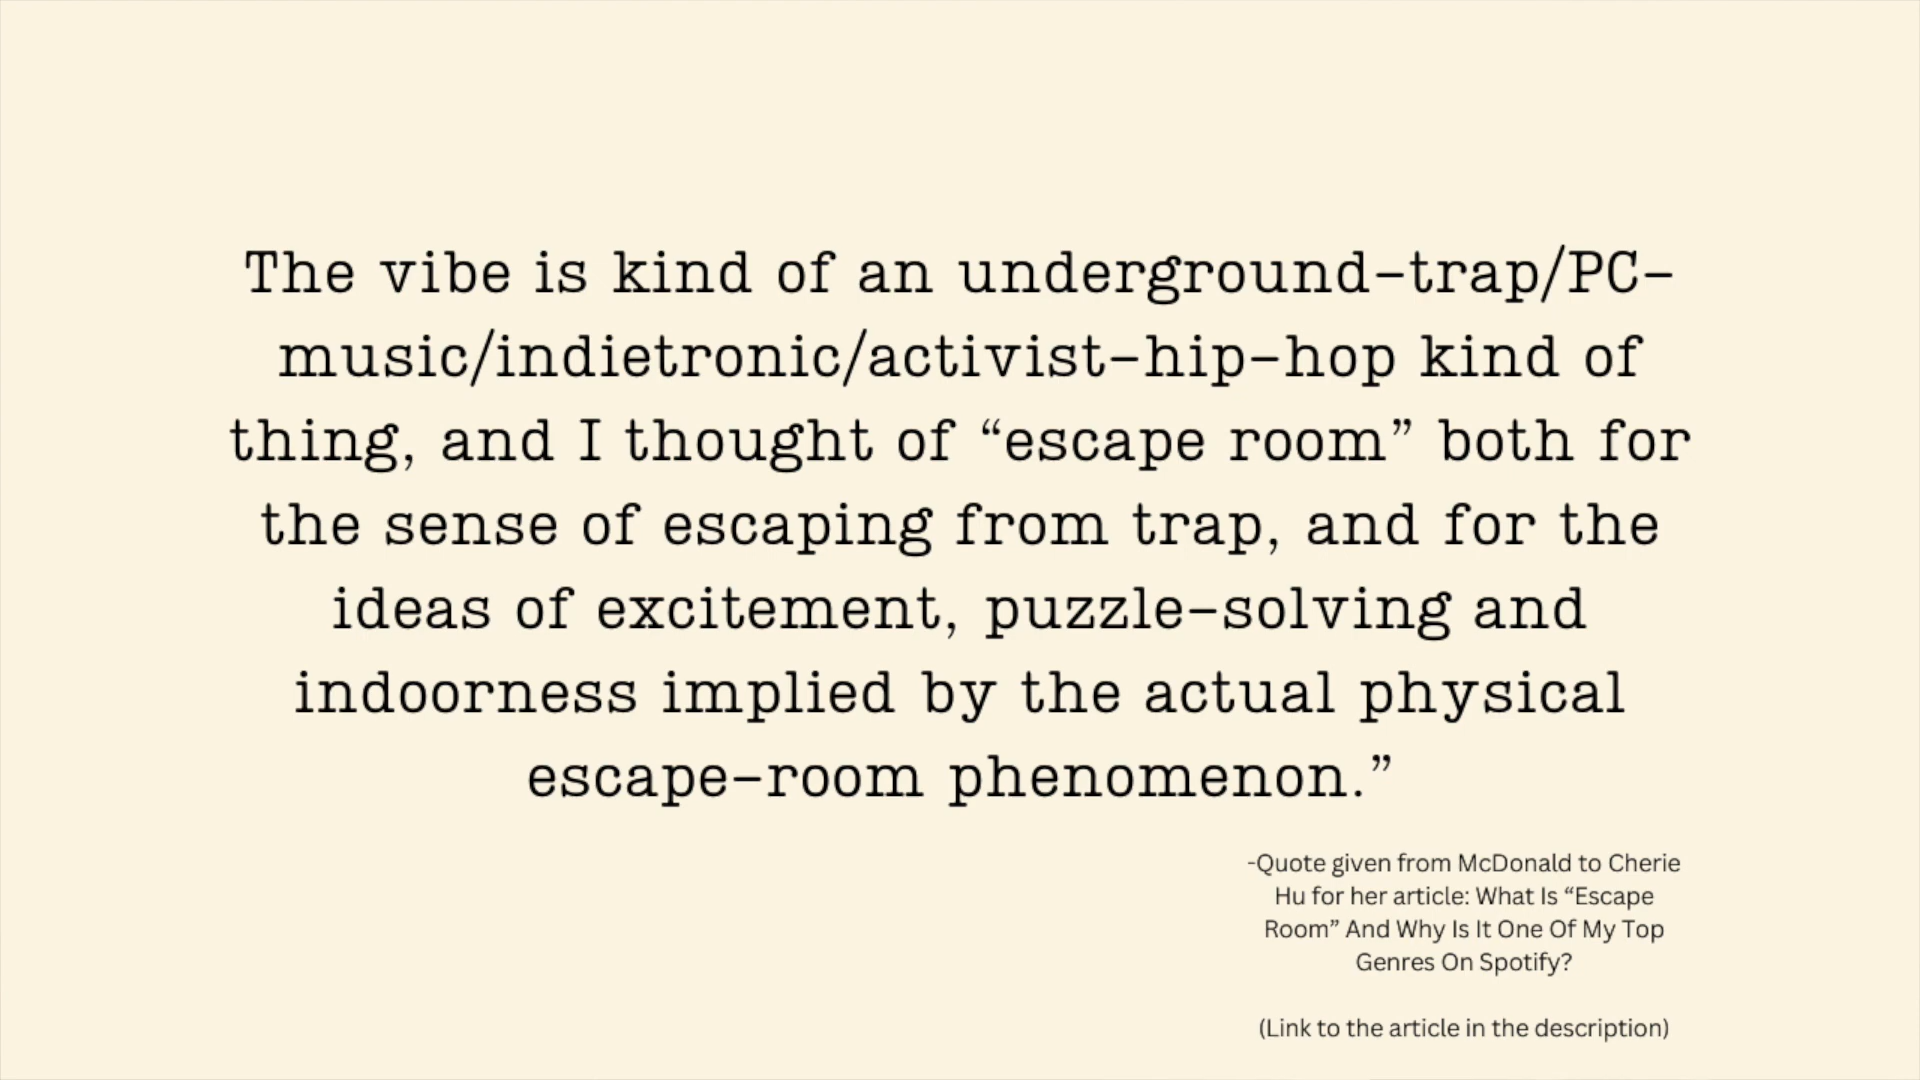 The vibe is kind of an underground-trap/PC-
music/indietronic/activist-hip-hop kind of
thing, and I thought of “escape room” both for
the sense of escaping from trap, and for the
ideas of excitement, puzzle-solving and
indoorness implied by the actual physical
escape-room phenomenon.”
-Quote given from McDonald to Cherie
Hu for her article: What Is “Escape
Room” And Why Is It One Of My Top
Genres On Spotify?
(Link to the article in the description)